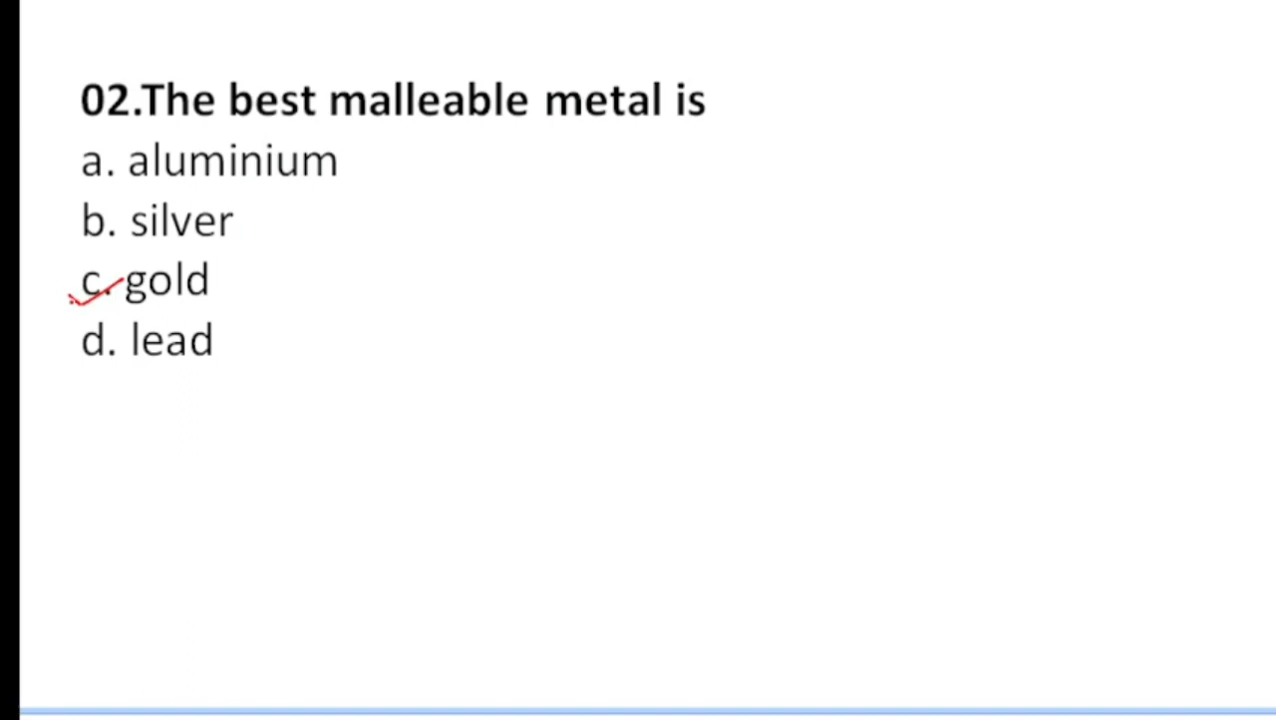 02.The best malleable metal is
a. aluminium
b. silver
c. gold
d. lead